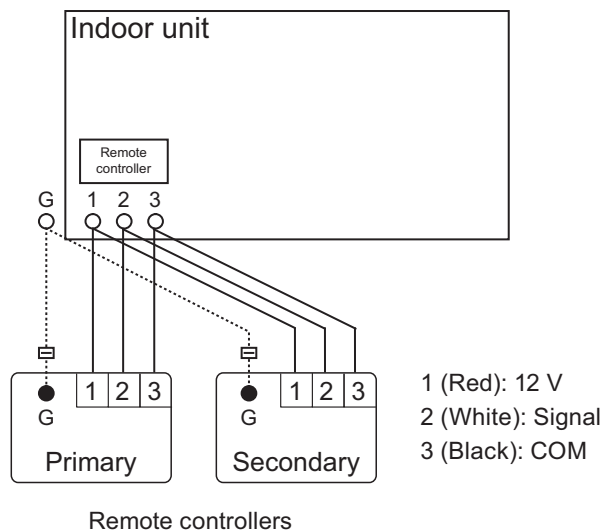 Indoor unit
Remote
controller
G 1 2 3
1 2 3
G
Primary
1 2 3
G
Secondary
1 (Red): 12 V
2 (White): Signal
3 (Black): COM
Remote controllers